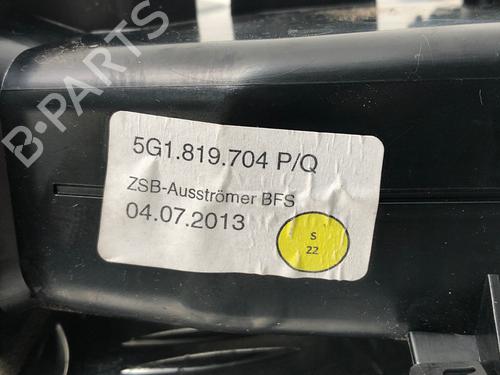 5G1.819.704 P/Q
ZSB-Ausströmer BFS
04.07.2013
S
22
B-PARTS